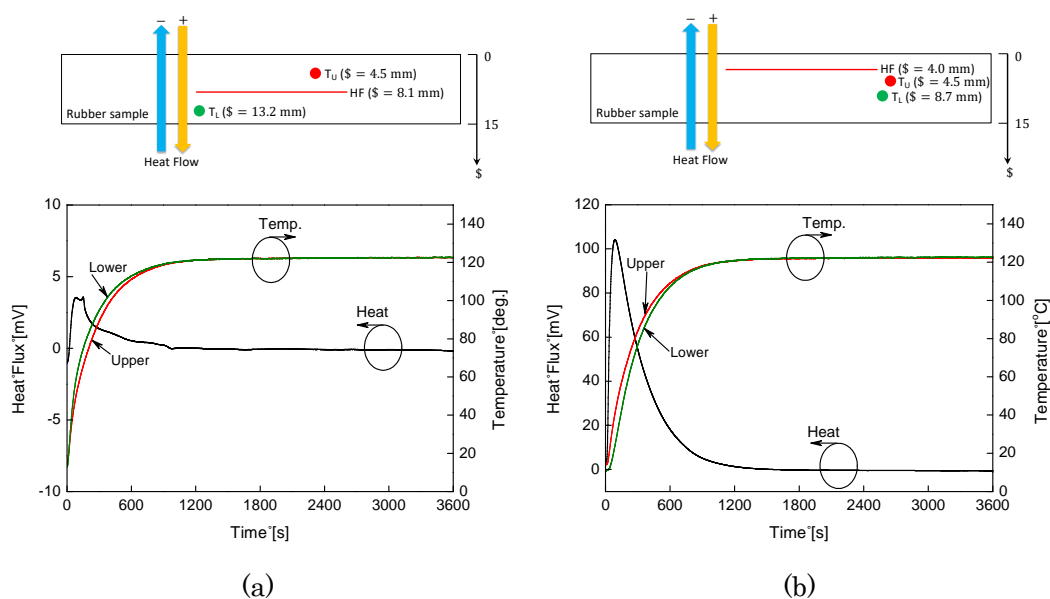 − +
0
T_U ($ = 4.5 mm)
HF ($ = 8.1 mm)
Rubber sample
T_L ($ = 13.2 mm)
15
Heat Flow
$
10
5
0
-5
-10
140
120
100
80
60
40
20
0
Temp.
Lower
Heat
Upper
Heat°Flux°[mV]
Temperature°[deg.]
0 600 1200 1800 2400 3000 3600
Time°[s]
(a)
− +
0
HF ($ = 4.0 mm)
T_U ($ = 4.5 mm)
T_L ($ = 8.7 mm)
Rubber sample
15
Heat Flow
$
120
100
80
60
40
20
0
140
120
100
80
60
40
20
0
Temp.
Upper
Lower
Heat
Heat°Flux°[mV]
Temperature°[°C]
0 600 1200 1800 2400 3000 3600
Time°[s]
(b)